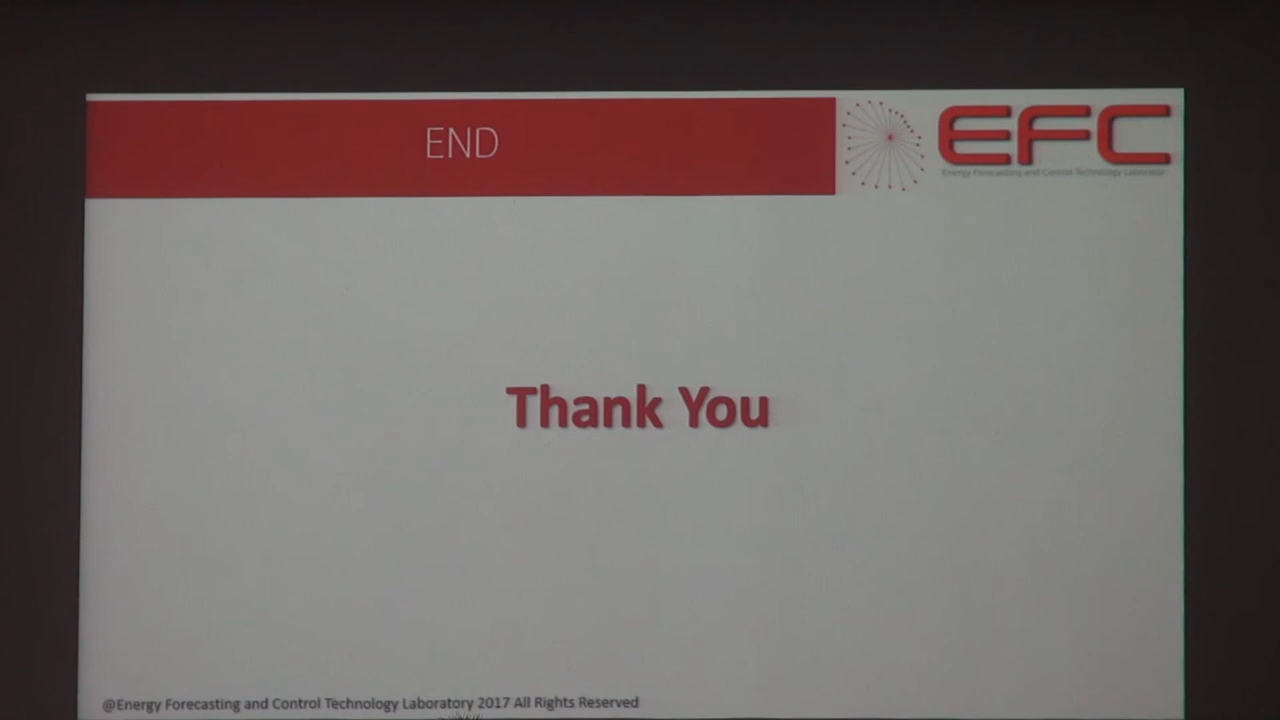 END
EFC
Energy Forecasting and Control Technology Laborator
Thank You
@Energy Forecasting and Control Technology Laboratory 2017 All Rights Reserved